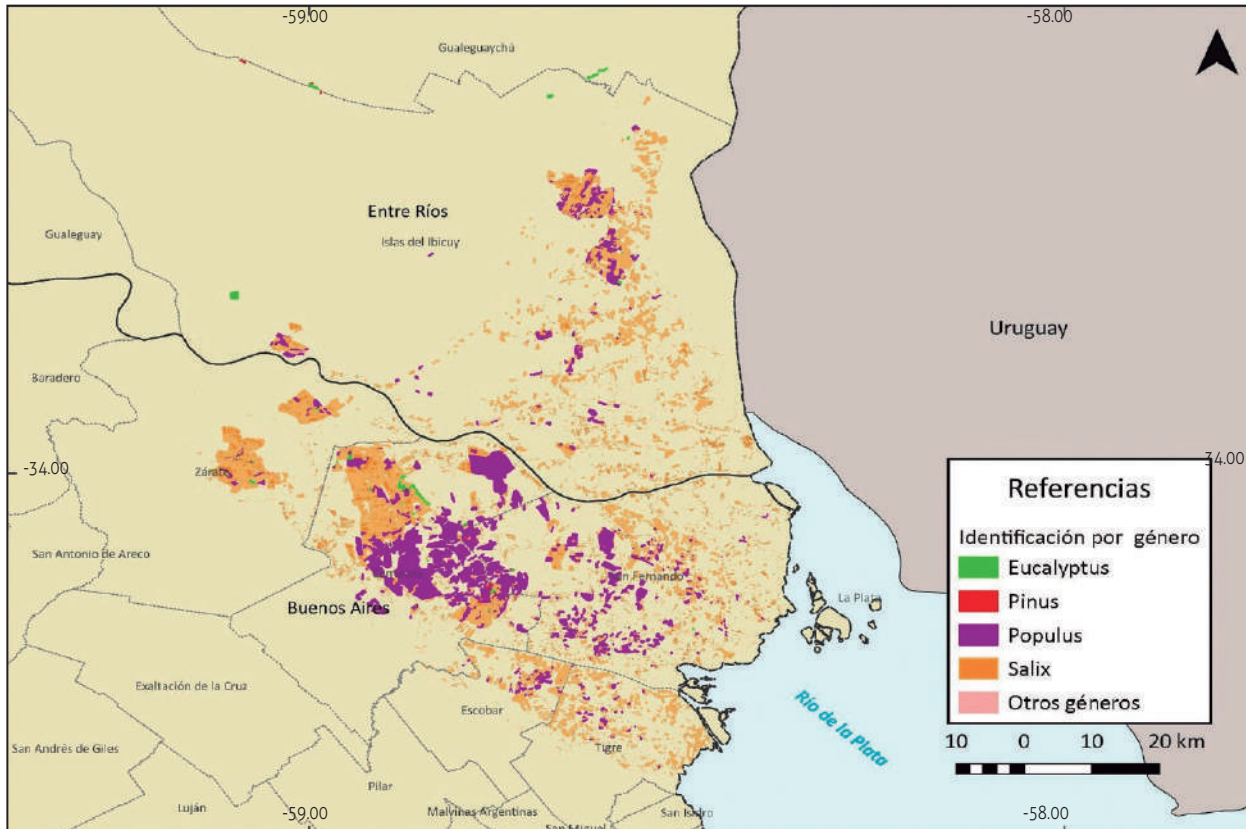 -59.00
-58.00
Gualeguaychú
Entre Ríos
Islas del Ibicuy
Gualeguay
Uruguay
Baradero
-34.00
34.00
Zárate
Referencias
Identificación por género
Eucalyptus
Pinus
Populus
Salix
Otros géneros
10 0 10 20 km
San Antonio de Areco
Fernando
La Plata
Buenos Aires
Exaltación de la Cruz
Escobar
Río de la Plata
San Andrés de Giles
Tigre
Pilar
Luján
Malvinas Argentinas
San Isidro
San Miguel
-59.00
-58.00